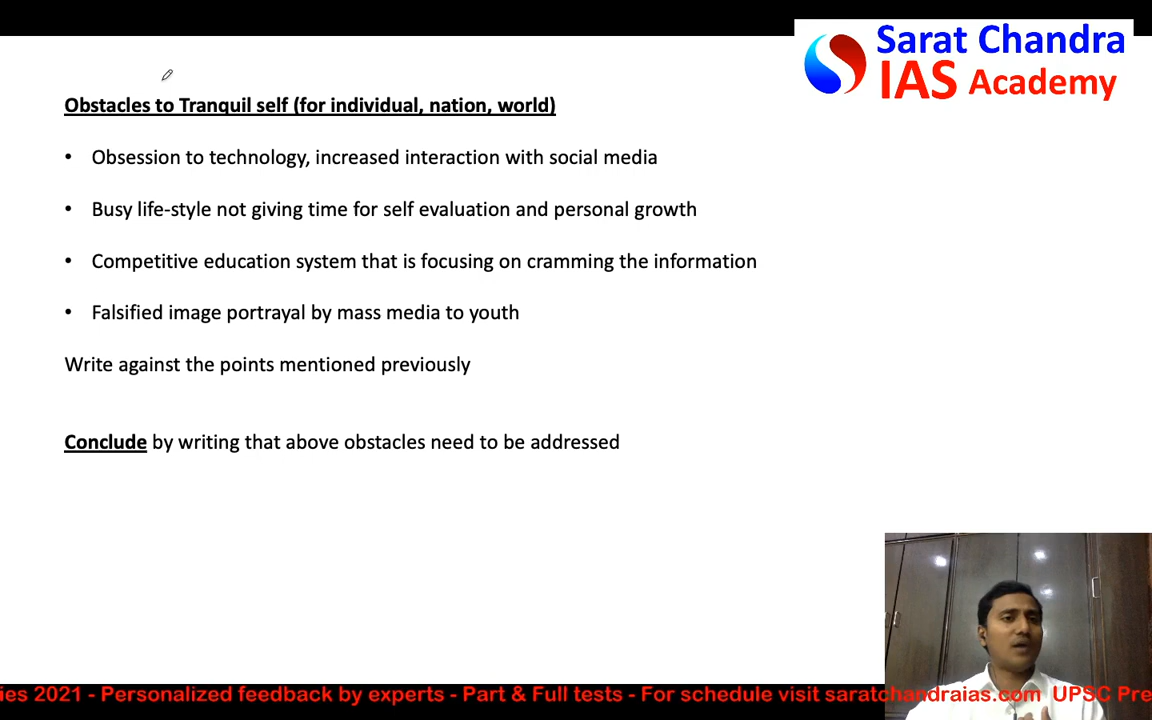 Sarat Chandra
IAS Academy
Obstacles to Tranquil self (for individual, nation, world)
• Obsession to technology, increased interaction with social media
• Busy life-style not giving time for self evaluation and personal growth
• Competitive education system that is focusing on cramming the information
• Falsified image portrayal by mass media to youth
Write against the points mentioned previously
Conclude by writing that above obstacles need to be addressed
ies 2021 - Personalized feedback by experts - Part & Full tests - For schedule visit saratchandraias.com UPSC Pre